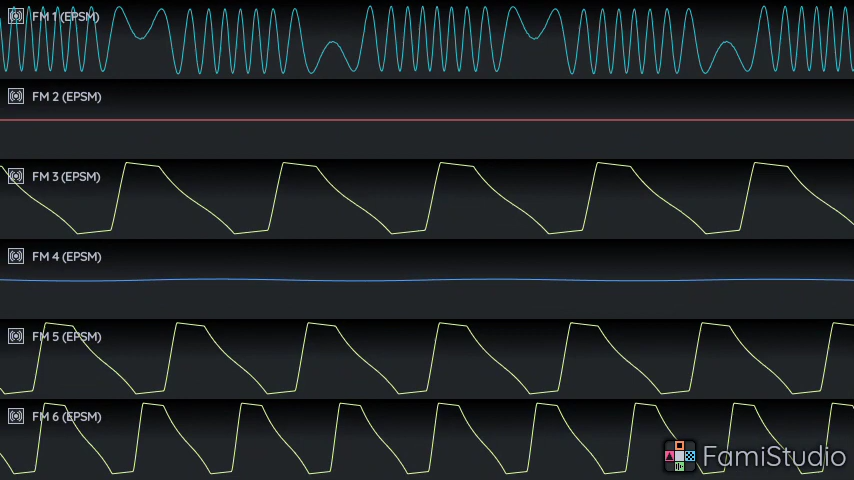 FM 1 (EPSM)
FM 2 (EPSM)
FM 3 (EPSM)
FM 4 (EPSM)
FM 5 (EPSM)
FM 6 (EPSM)
FamiStudio